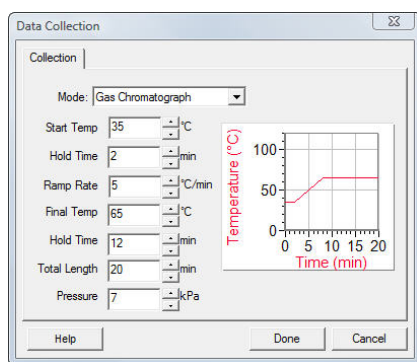 Data Collection
Collection
Mode: Gas Chromatograph
Start Temp 35 °C
Hold Time 2 min
Ramp Rate 5 °C/min
Final Temp 65 °C
Hold Time 12 min
Total Length 20 min
Pressure 7 kPa
Temperature (°C)
100
50
0
0 5 10 15 20
Time (min)
Help Done Cancel